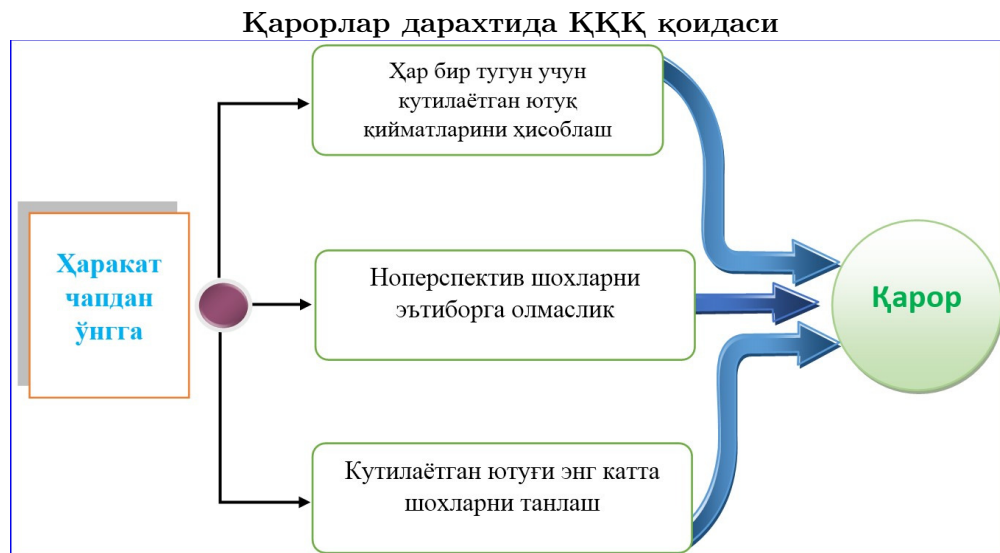 Қарорлар дарахтида ҚҚҚ қоидаси
Ҳар бир тугун учун
кутилаётган ютуқ
қийматларини ҳисоблаш
Ҳаракат
чапдан
ўнгга
Ноперспектив шохларни
эътиборга олмаслик
Қарор
Кутилаётган ютуғи энг катта
шохларни танлаш